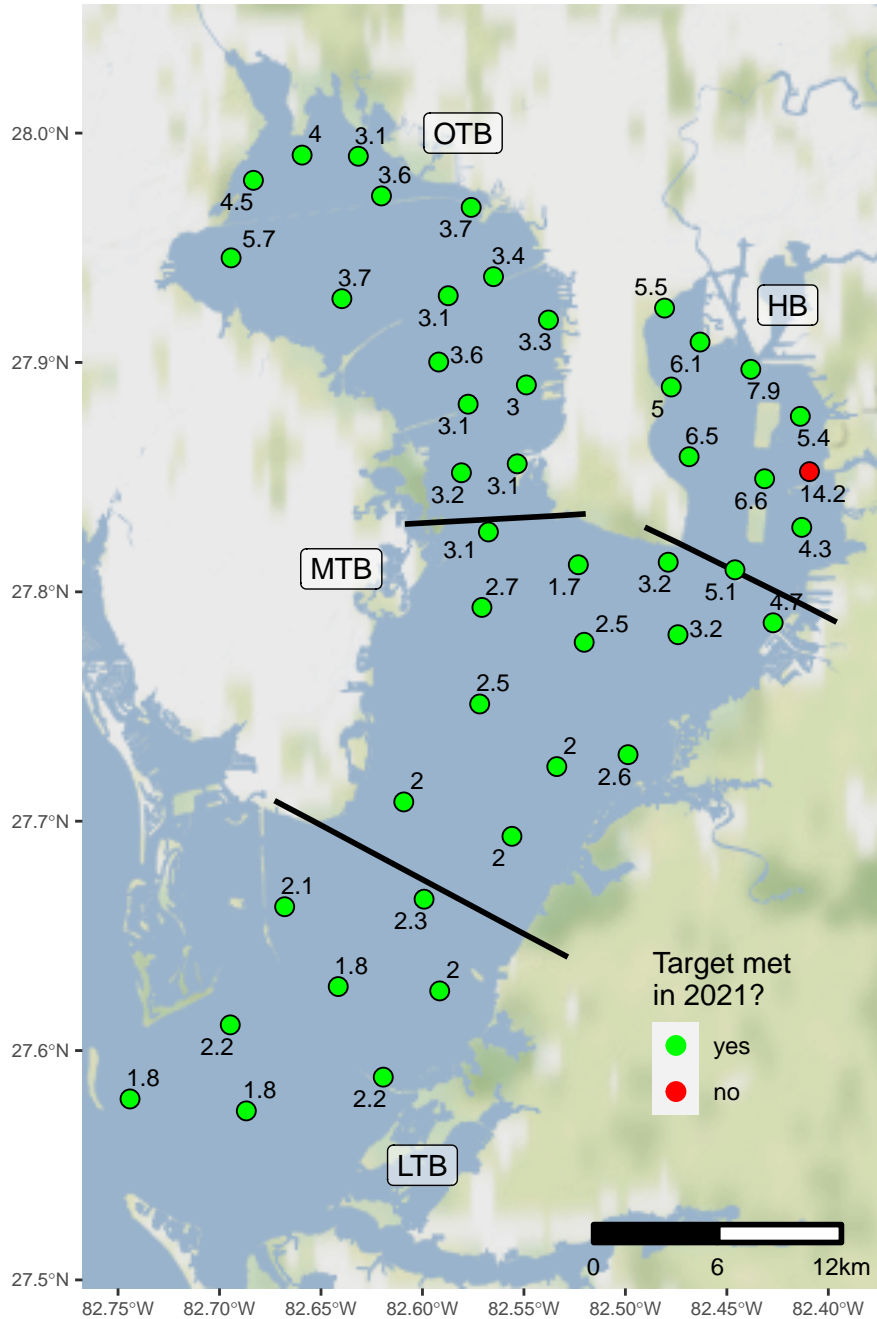 28.0°N
27.9°N
27.8°N
27.7°N
27.6°N
27.5°N
4
3.1
OTB
4.5
3.6
3.7
5.7
3.4
3.7
3.1
3.3
5.5
HB
3.6
6.1
7.9
3.1
3
5
5.4
6.5
3.2
3.1
6.6
14.2
4.3
3.1
MTB
1.7
3.2
5.1
4.7
2.7
2.5
3.2
2.5
2
2.6
2
2
2.1
2.3
1.8
2
2.2
1.8
1.8
2.2
LTB
Target met
in 2021?
yes
no
0 6 12km
82.75°W 82.70°W 82.65°W 82.60°W 82.55°W 82.50°W 82.45°W 82.40°W